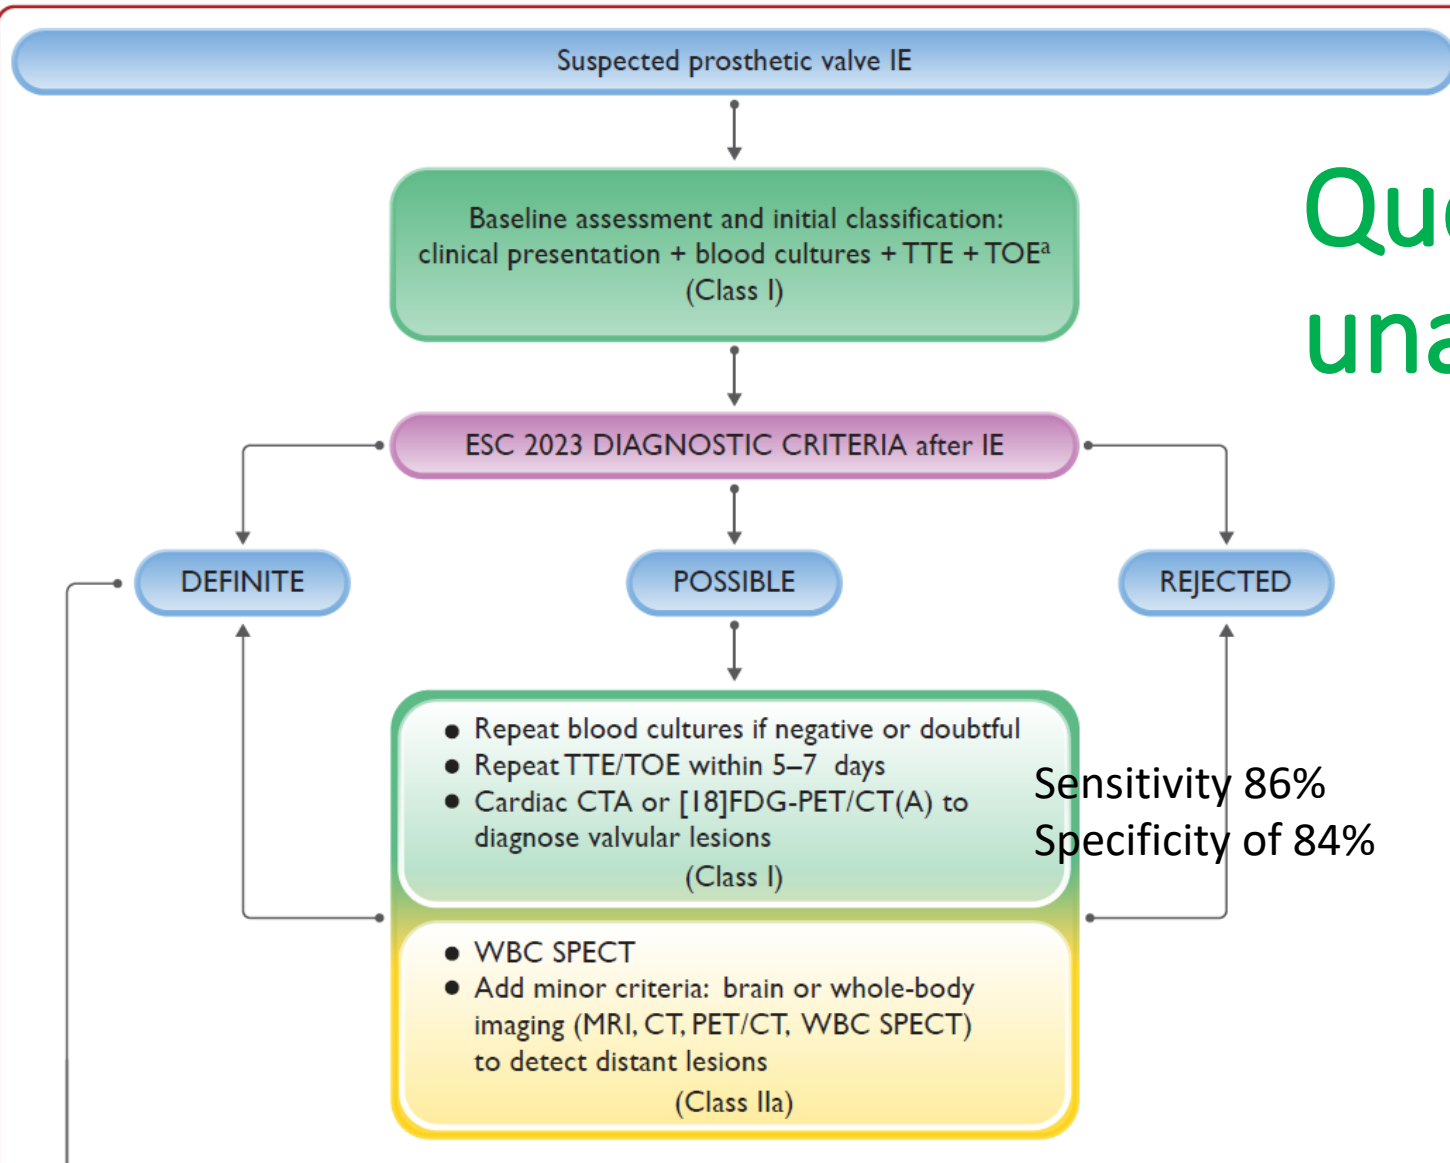 Suspected prosthetic valve IE
Baseline assessment and initial classification:
clinical presentation + blood cultures + TTE + TOEᵃ
(Class I)
ESC 2023 DIAGNOSTIC CRITERIA after IE
DEFINITE
POSSIBLE
REJECTED
● Repeat blood cultures if negative or doubtful
● Repeat TTE/TOE within 5–7 days
● Cardiac CTA or [18]FDG-PET/CT(A) to
diagnose valvular lesions
(Class I)
Sensitivity 86%
Specificity of 84%
● WBC SPECT
● Add minor criteria: brain or whole-body
imaging (MRI, CT, PET/CT, WBC SPECT)
to detect distant lesions
(Class IIa)